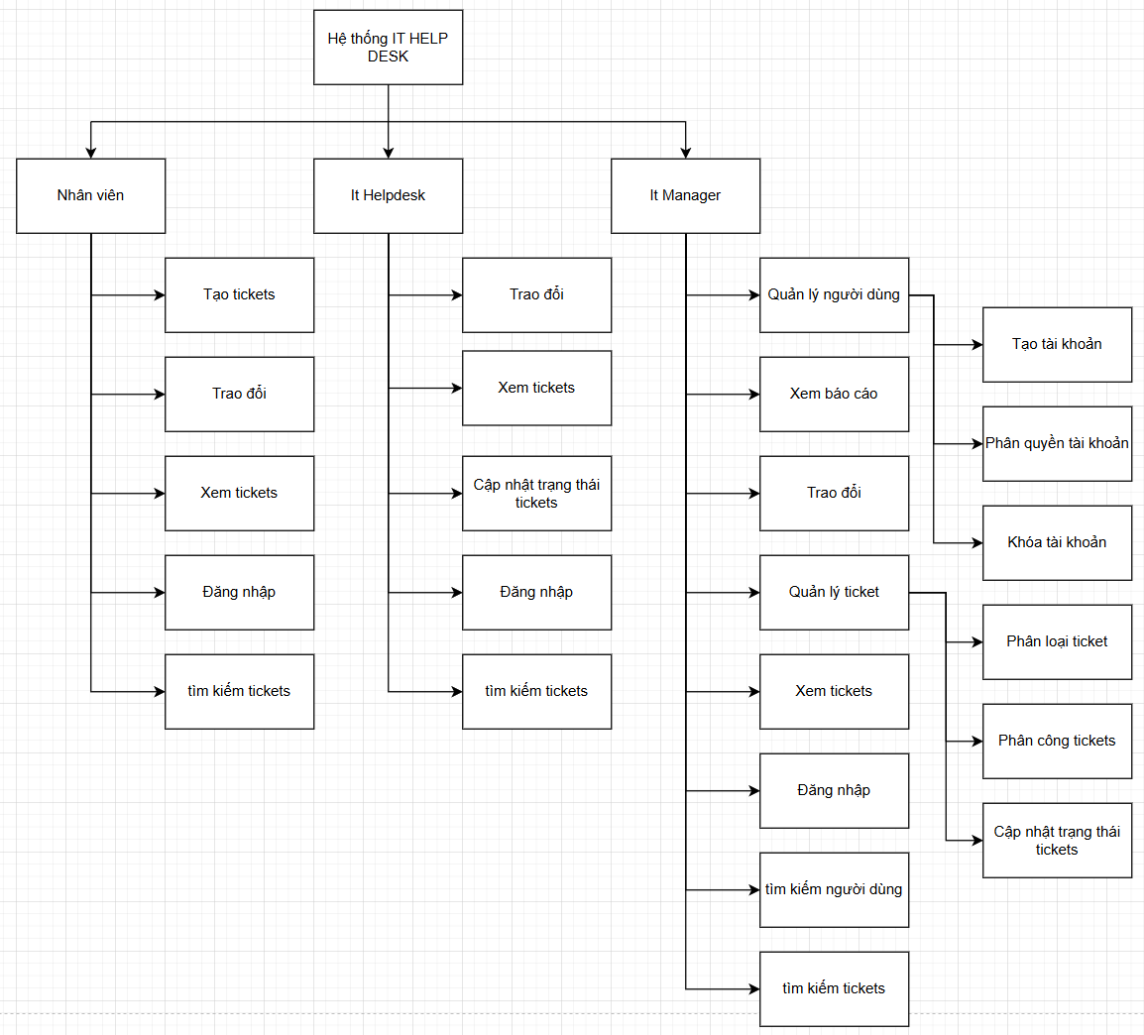 Hệ thống IT HELP
DESK
Nhân viên
It Helpdesk
It Manager
Tạo tickets
Trao đổi
Xem tickets
Đăng nhập
tìm kiếm tickets
Trao đổi
Xem tickets
Cập nhật trạng thái
tickets
Đăng nhập
tìm kiếm tickets
Quản lý người dùng
Xem báo cáo
Trao đổi
Quản lý ticket
Xem tickets
Đăng nhập
tìm kiếm người dùng
tìm kiếm tickets
Tạo tài khoản
Phân quyền tài khoản
Khóa tài khoản
Phân loại ticket
Phân công tickets
Cập nhật trạng thái
tickets